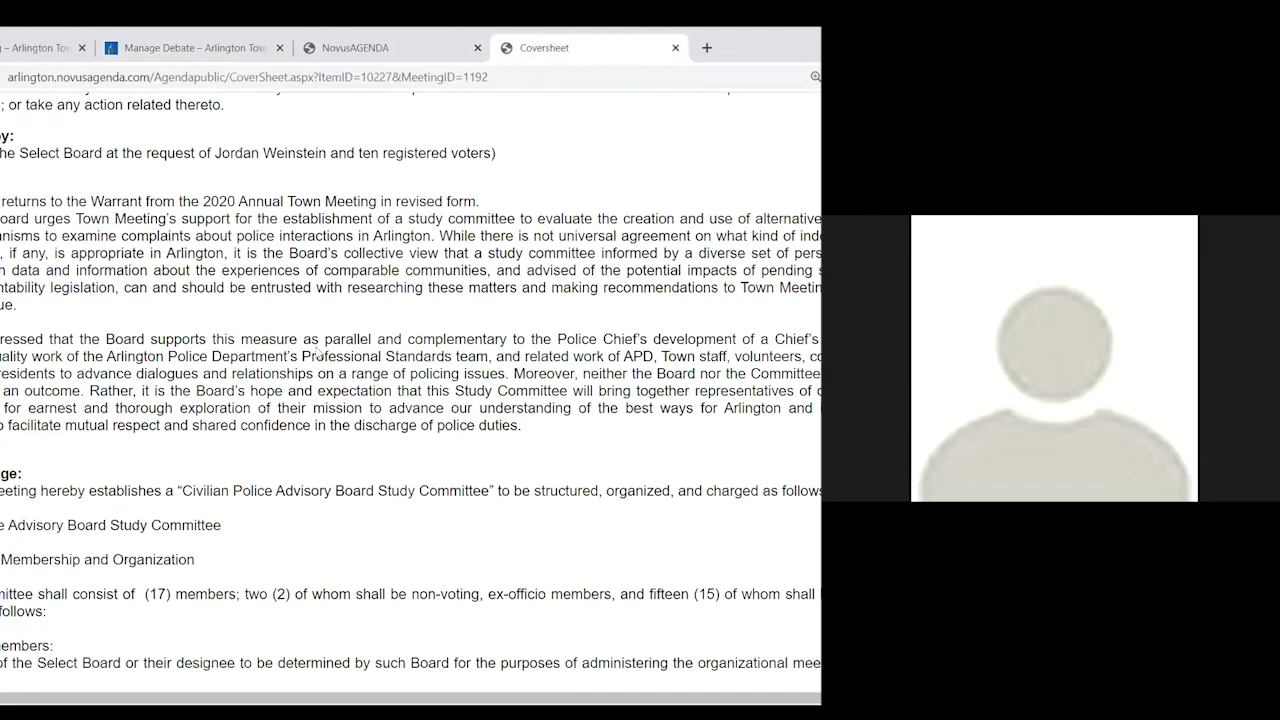 – Arlington Tow
Manage Debate – Arlington Tow
NovusAGENDA
Coversheet
arlington.novusagenda.com/Agendapublic/CoverSheet.aspx?ItemID=10227&MeetingID=1192
; or take any action related thereto.
y:
he Select Board at the request of Jordan Weinstein and ten registered voters)
returns to the Warrant from the 2020 Annual Town Meeting in revised form.
oard urges Town Meeting's support for the establishment of a study committee to evaluate the creation and use of alternative
anisms to examine complaints about police interactions in Arlington. While there is not universal agreement on what kind of ind
, if any, is appropriate in Arlington, it is the Board's collective view that a study committee informed by a diverse set of pers
n data and information about the experiences of comparable communities, and advised of the potential impacts of pending s
ntability legislation, can and should be entrusted with researching these matters and making recommendations to Town Meetin
ue.
ressed that the Board supports this measure as parallel and complementary to the Police Chief's development of a Chief's
uality work of the Arlington Police Department's Professional Standards team, and related work of APD, Town staff, volunteers, co
residents to advance dialogues and relationships on a range of policing issues. Moreover, neither the Board nor the Committee
an outcome. Rather, it is the Board's hope and expectation that this Study Committee will bring together representatives of
for earnest and thorough exploration of their mission to advance our understanding of the best ways for Arlington and
o facilitate mutual respect and shared confidence in the discharge of police duties.
ge:
eeting hereby establishes a “Civilian Police Advisory Board Study Committee” to be structured, organized, and charged as follows
e Advisory Board Study Committee
Membership and Organization
mittee shall consist of (17) members; two (2) of whom shall be non-voting, ex-officio members, and fifteen (15) of whom shall
follows:
embers:
of the Select Board or their designee to be determined by such Board for the purposes of administering the organizational mee